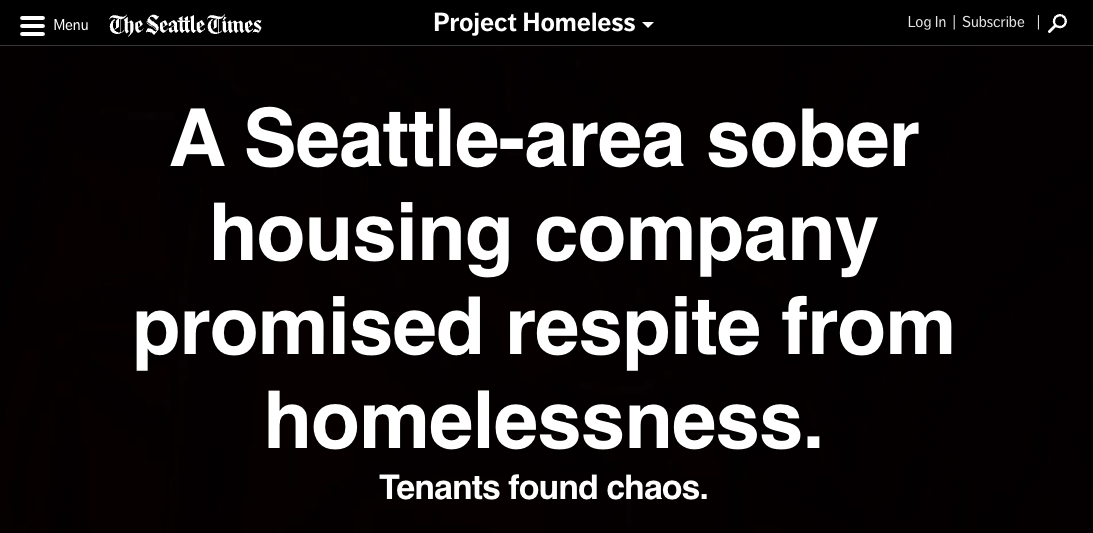 Menu The Seattle Times Project Homeless Log In | Subscribe |
A Seattle-area sober
housing company
promised respite from
homelessness.
Tenants found chaos.